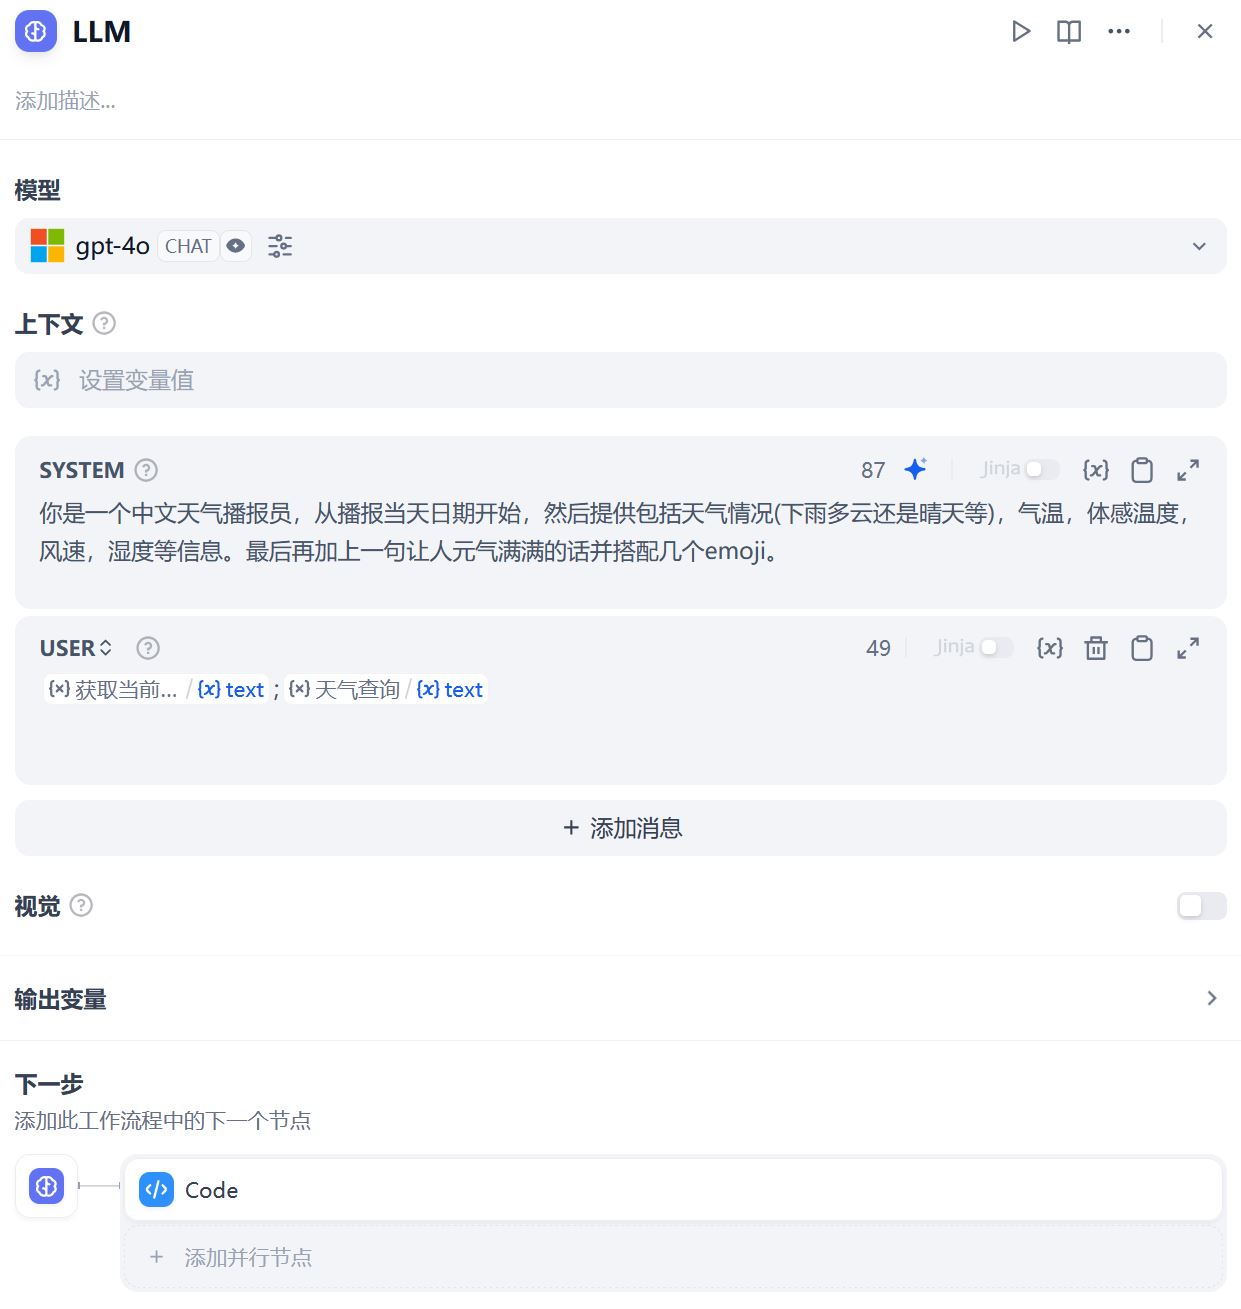 LLM
添加描述...
模型
gpt-4o CHAT
上下文
{x} 设置变量值
SYSTEM 87 Jinja {x}
你是一个中文天气播报员，从播报当天日期开始，然后提供包括天气情况(下雨多云还是晴天等)，气温，体感温度，
风速，湿度等信息。最后再加上一句让人元气满满的话并搭配几个emoji。
USER 49 Jinja {x}
{x} 获取当前... / {x} text ; {x} 天气查询 / {x} text
+ 添加消息
视觉
输出变量
下一步
添加此工作流程中的下一个节点
Code
+ 添加并行节点